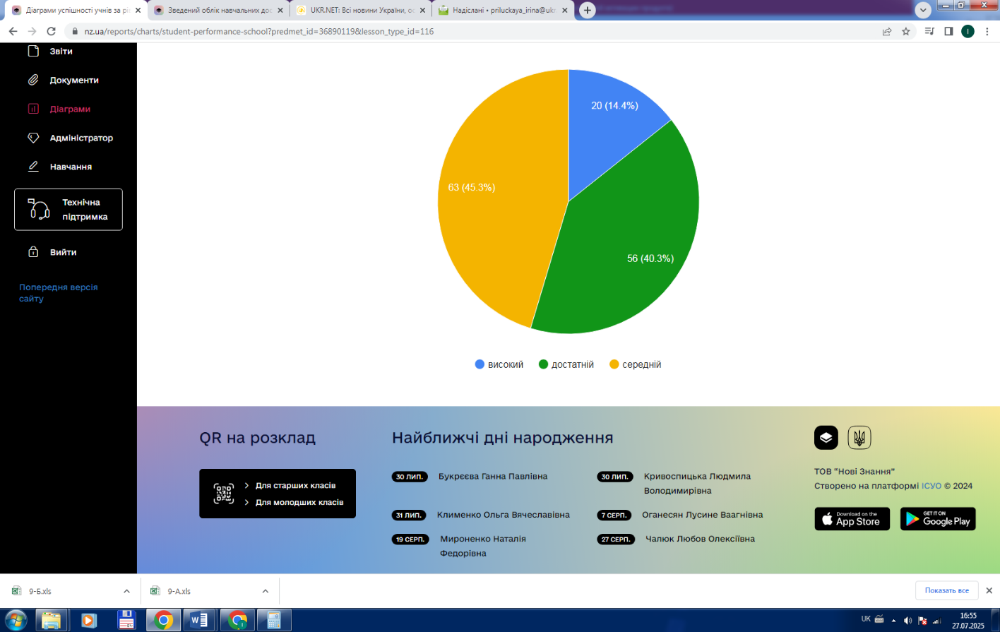 Діаграми успішності учнів за рі
Зведений облік навчальних дос
UKR.NET: Всі новини України, ос
Надіслані • priluckaya_irina@ukr
nz.ua/reports/charts/student-performance-school?predmet_id=36890119&lesson_type_id=116
I
Звіти
Документи
Діаграми
Адміністратор
Навчання
Технічна
підтримка
Вийти
Попередня версія
сайту
20 (14.4%)
63 (45.3%)
56 (40.3%)
високий
достатній
середній
QR на розклад
Для старших класів
Для молодших класів
Найближчі дні народження
30 ЛИП.
Букрєєва Ганна Павлівна
30 ЛИП.
Кривоспицька Людмила
Володимирівна
31 ЛИП.
Клименко Ольга Вячеславівна
7 СЕРП.
Оганесян Лусине Ваагнівна
19 СЕРП.
Мироненко Наталія
Федорівна
27 СЕРП.
Чалюк Любов Олексіївна
ТОВ “Нові Знання”
Створено на платформі ІСУО © 2024
Download on the
App Store
GET IT ON
Google Play
9-Б.xls
9-А.xls
Показать все
UK
16:55
27.07.2025